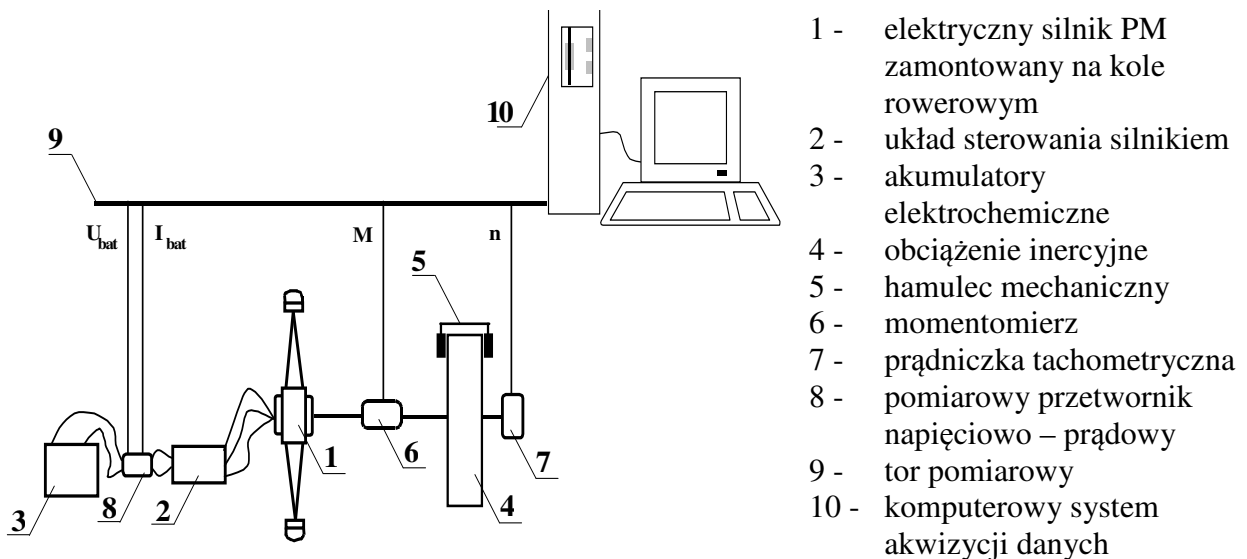 10
9
U bat
I bat
M
n
5
3
8
2
1
6
4
7
1 - elektryczny silnik PM
zamontowany na kole
rowerowym
2 - układ sterowania silnikiem
3 - akumulatory
elektrochemiczne
4 - obciążenie inercyjne
5 - hamulec mechaniczny
6 - momentomierz
7 - prądniczka tachometryczna
8 - pomiarowy przetwornik
napięciowo – prądowy
9 - tor pomiarowy
10 - komputerowy system
akwizycji danych